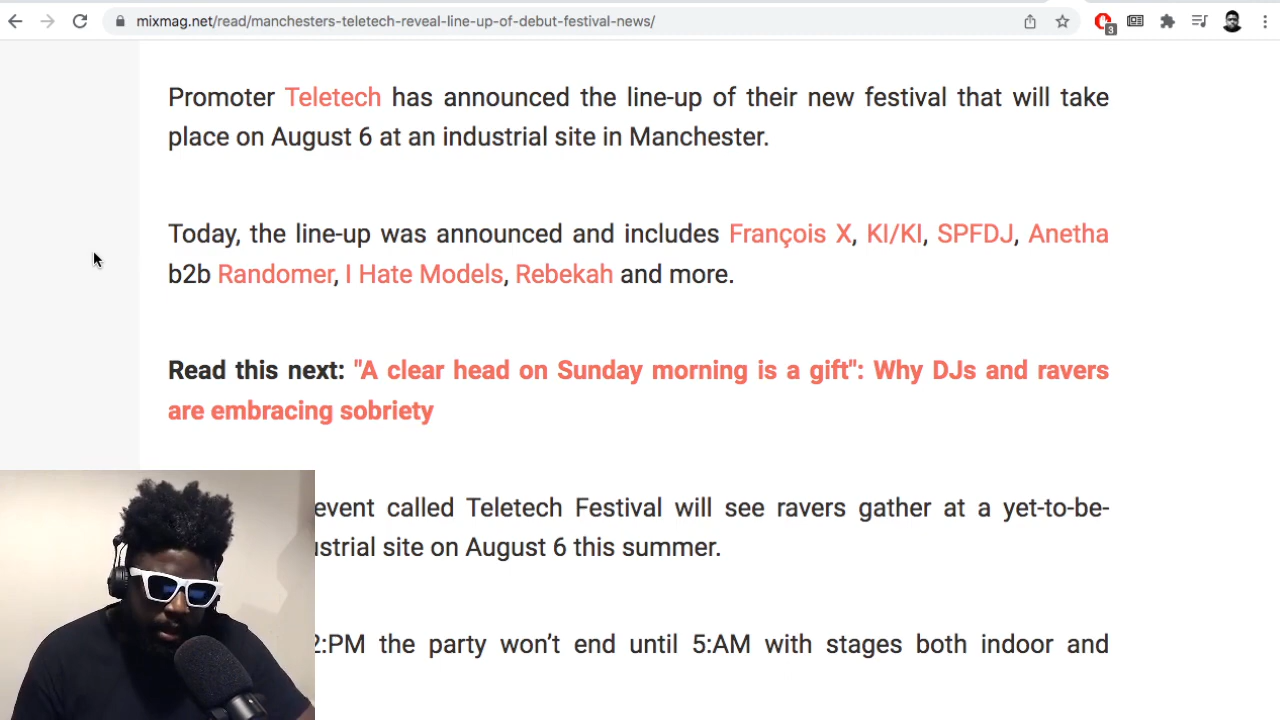 mixmag.net/read/manchesters-teletech-reveal-line-up-of-debut-festival-news/
3
Promoter Teletech has announced the line-up of their new festival that will take
place on August 6 at an industrial site in Manchester.
Today, the line-up was announced and includes François X, KI/KI, SPFDJ, Anetha
b2b Randomer, I Hate Models, Rebekah and more.
Read this next: "A clear head on Sunday morning is a gift": Why DJs and ravers
are embracing sobriety
event called Teletech Festival will see ravers gather at a yet-to-be-
ustrial site on August 6 this summer.
2:PM the party won’t end until 5:AM with stages both indoor and